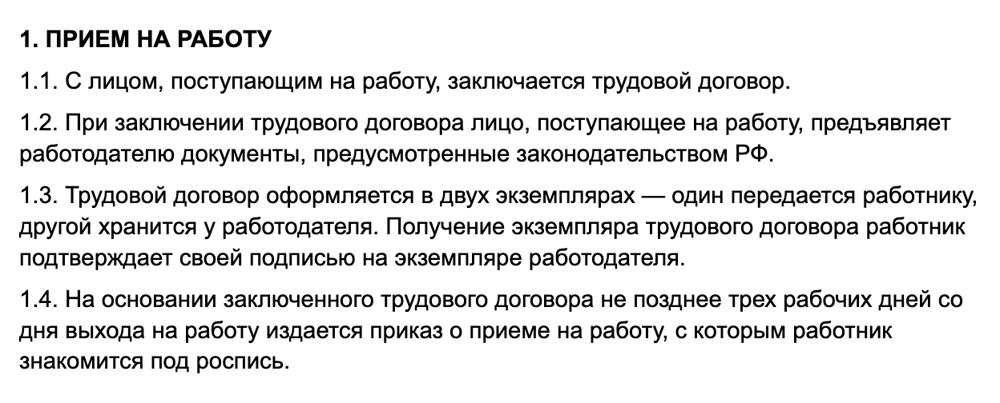 1. ПРИЕМ НА РАБОТУ
1.1. С лицом, поступающим на работу, заключается трудовой договор.
1.2. При заключении трудового договора лицо, поступающее на работу, предъявляет
работодателю документы, предусмотренные законодательством РФ.
1.3. Трудовой договор оформляется в двух экземплярах — один передается работнику,
другой хранится у работодателя. Получение экземпляра трудового договора работник
подтверждает своей подписью на экземпляре работодателя.
1.4. На основании заключенного трудового договора не позднее трех рабочих дней со
дня выхода на работу издается приказ о приеме на работу, с которым работник
знакомится под роспись.